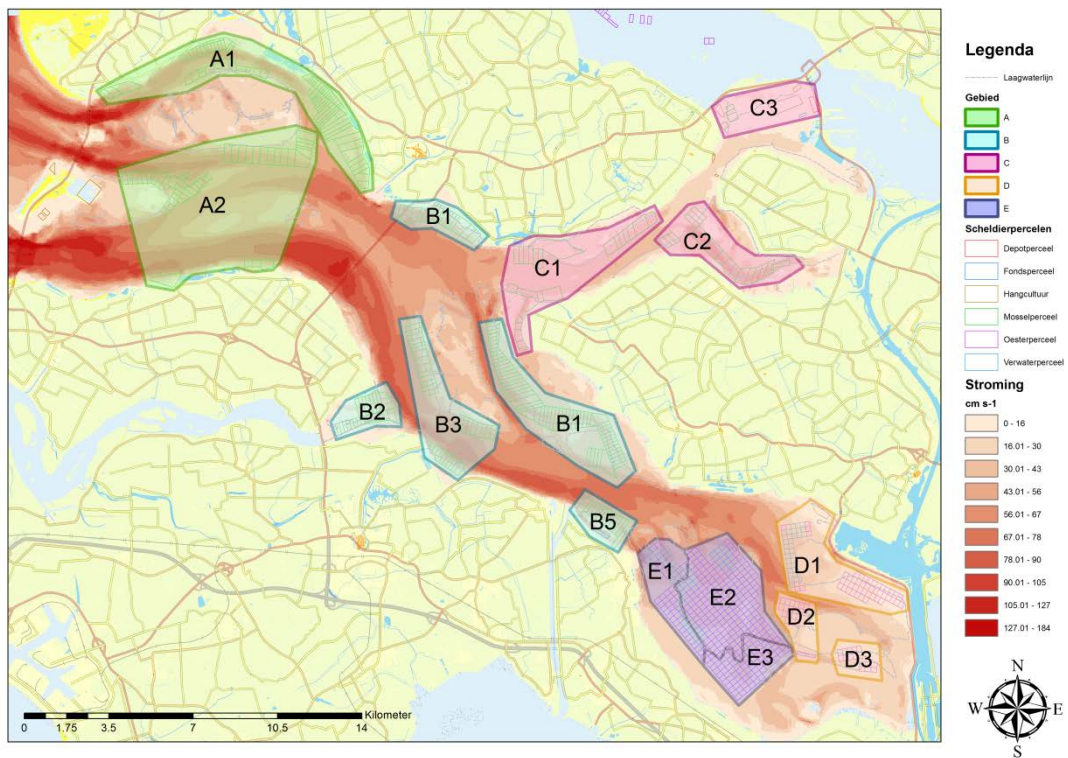 A1
A2
B1
C3
C1
C2
B2
B3
B1
B5
E1
E2
E3
D1
D2
D3
Kilometer
0 1.75 3.5 7 10.5 14
Legenda
Laagwaterlijn
Gebied
A
B
C
D
E
Scheldierpercelen
Depotperceel
Fondsperceel
Hangcultuur
Mosselperceel
Oesterperceel
Verwaterperceel
Stroming
cm s-1
0 - 16
16.01 - 30
30.01 - 43
43.01 - 56
56.01 - 67
67.01 - 78
78.01 - 90
90.01 - 105
105.01 - 127
127.01 - 184
N
W E
S